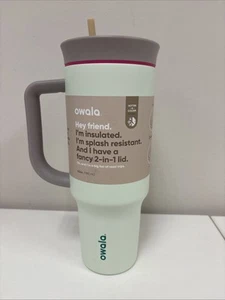 owala
Hey friend.
I'm insulated.
I'm splash resistant.
And i have a
fancy 2-in-1 lid.
owala